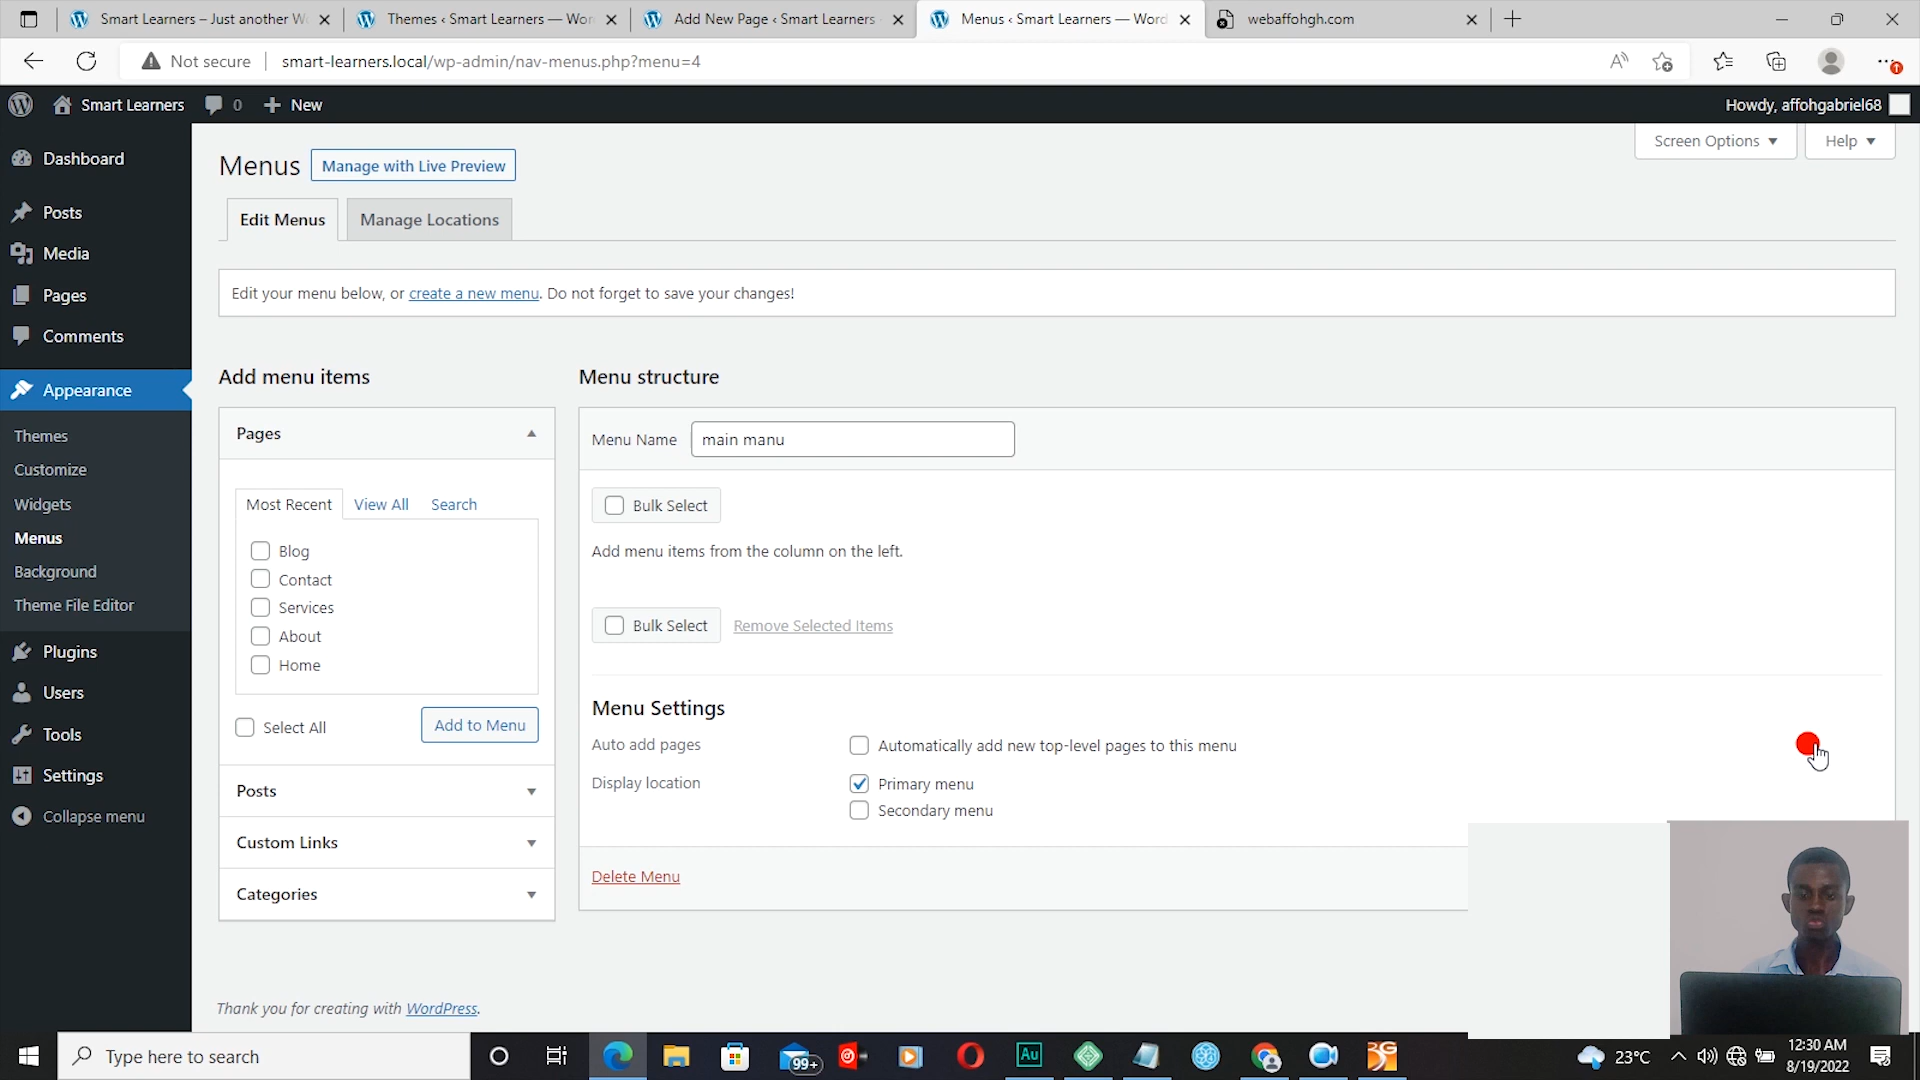 Smart Learners – Just another W
Themes ‹ Smart Learners — Wor
Add New Page ‹ Smart Learners
Menus ‹ Smart Learners — Word
webaffohgh.com
Not secure
smart-learners.local/wp-admin/nav-menus.php?menu=4
Smart Learners
0
New
Howdy, affohgabriel68
Screen Options
Help
Dashboard
Posts
Media
Pages
Comments
Appearance
Themes
Customize
Widgets
Menus
Background
Theme File Editor
Plugins
Users
Tools
Settings
Collapse menu
Menus
Manage with Live Preview
Edit Menus
Manage Locations
Edit your menu below, or create a new menu. Do not forget to save your changes!
Add menu items
Pages
Most Recent
View All
Search
Blog
Contact
Services
About
Home
Select All
Add to Menu
Posts
Custom Links
Categories
Menu structure
Menu Name
main manu
Bulk Select
Add menu items from the column on the left.
Bulk Select
Remove Selected Items
Menu Settings
Auto add pages
Automatically add new top-level pages to this menu
Display location
Primary menu
Secondary menu
Delete Menu
Thank you for creating with WordPress.
Type here to search
99+
Au
23°C
12:30 AM
8/19/2022